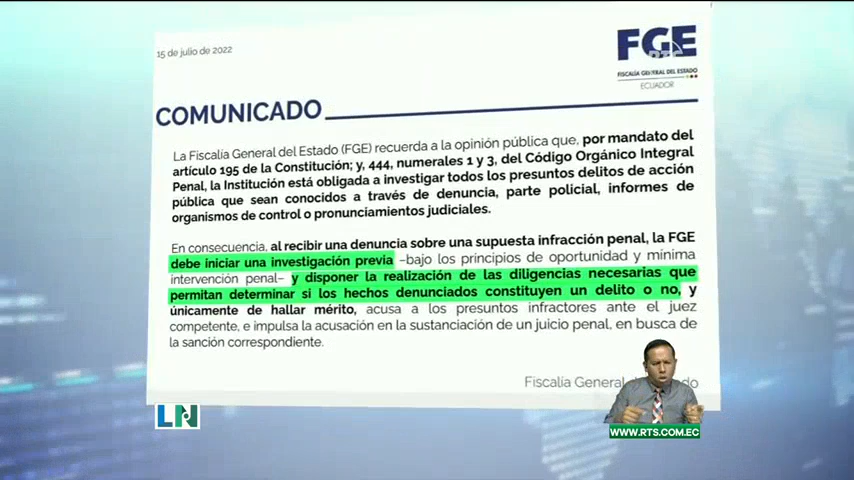 15 de julio de 2022
FGE
RTS
FISCALÍA GENERAL DEL ESTADO
ECUADOR
COMUNICADO
La Fiscalía General del Estado (FGE) recuerda a la opinión pública que, por mandato del
artículo 195 de la Constitución; y, 444, numerales 1 y 3, del Código Orgánico Integral
Penal, la Institución está obligada a investigar todos los presuntos delitos de acción
pública que sean conocidos a través de denuncia, parte policial, informes de
organismos de control o pronunciamientos judiciales.
En consecuencia, al recibir una denuncia sobre una supuesta infracción penal, la FGE
debe iniciar una investigación previa –bajo los principios de oportunidad y mínima
intervención penal– y disponer la realización de las diligencias necesarias que
permitan determinar si los hechos denunciados constituyen un delito o no, y
únicamente de hallar mérito, acusa a los presuntos infractores ante el juez
competente, e impulsa la acusación en la sustanciación de un juicio penal, en busca de
la sanción correspondiente.
Fiscalía General del Estado
LN
WWW.RTS.COM.EC